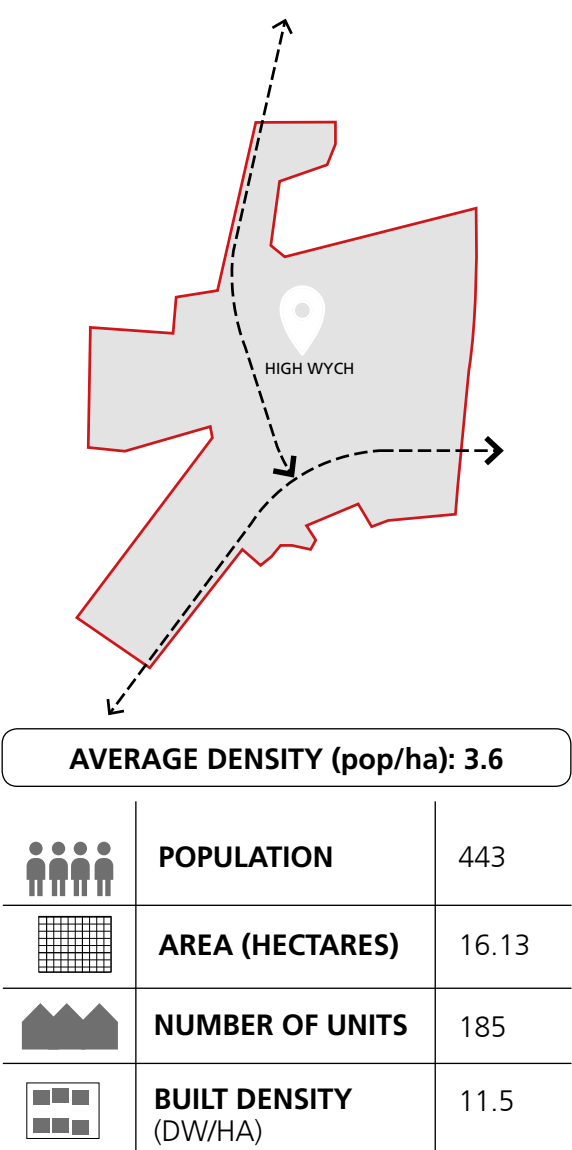 HIGH WYCH
AVERAGE DENSITY (pop/ha): 3.6
POPULATION 443
AREA (HECTARES) 16.13
NUMBER OF UNITS 185
BUILT DENSITY 11.5
(DW/HA)